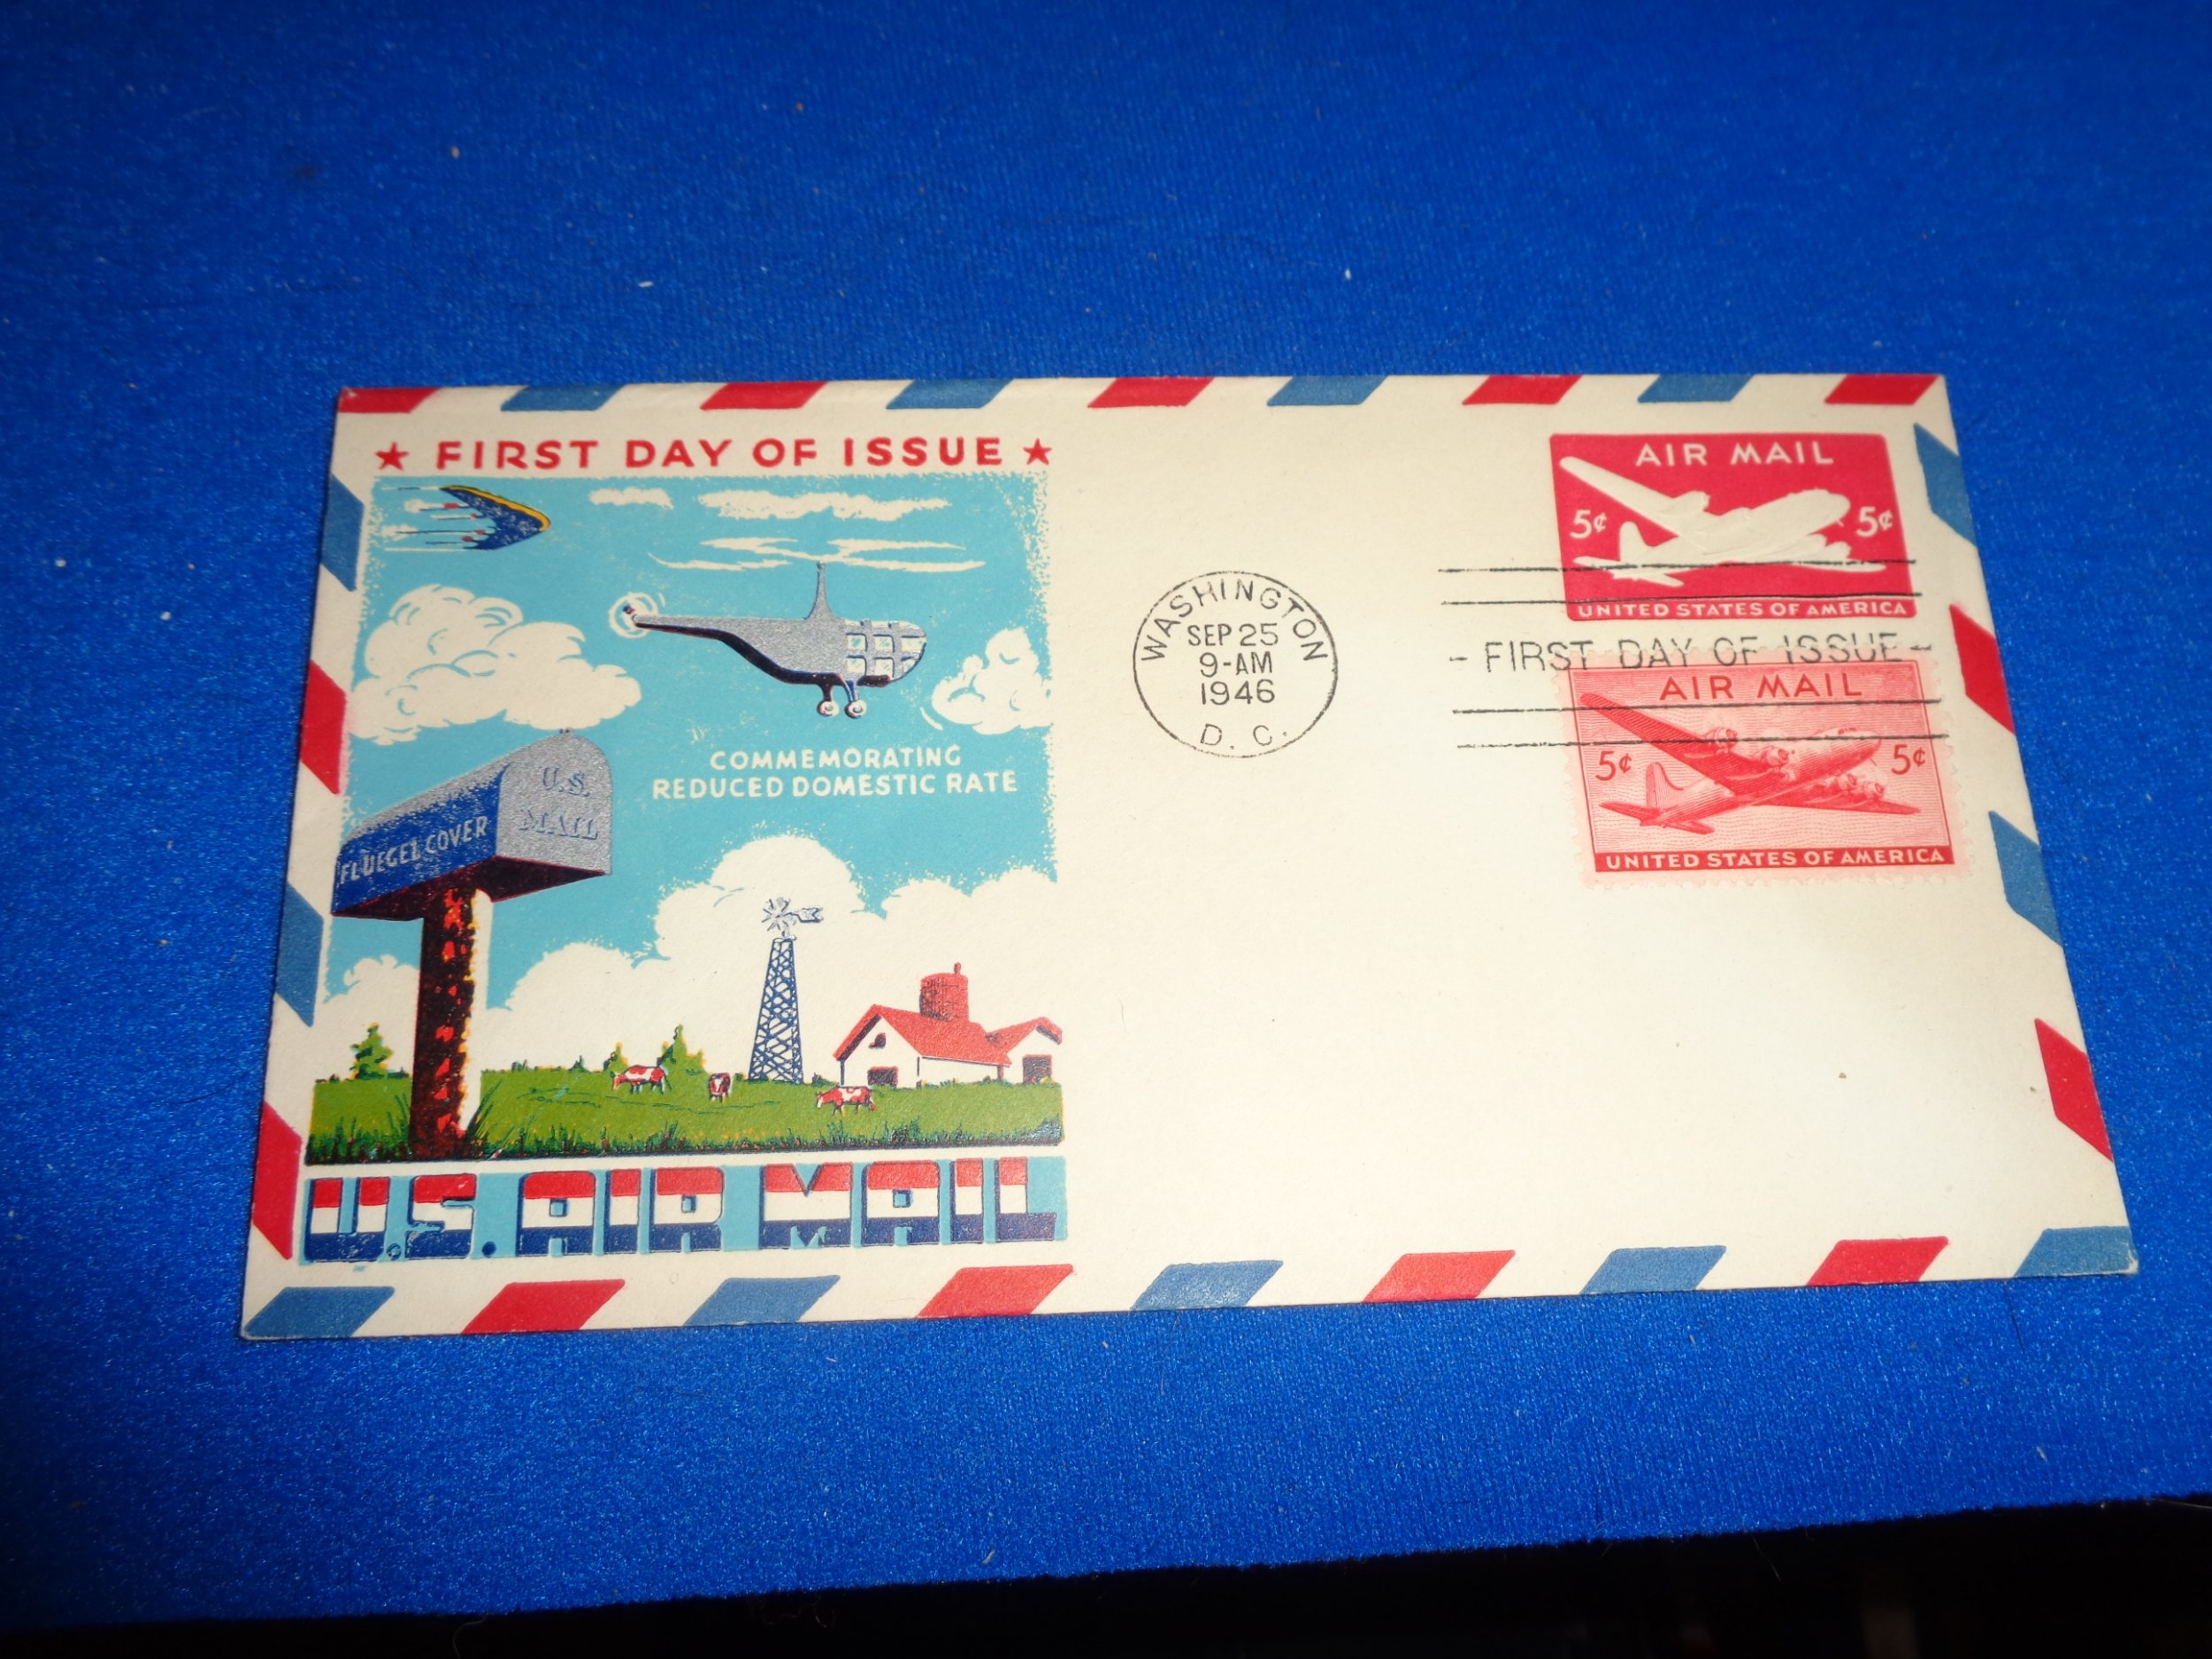 ★ FIRST DAY OF ISSUE ★
COMMEMORATING
REDUCED DOMESTIC RATE
U.S.
MAIL
FLUEGEL COVER
U.S. AIR MAIL
WASHINGTON
SEP 25
9-AM
1946
D. C.
AIR MAIL
5¢ 5¢
UNITED STATES OF AMERICA
- FIRST DAY OF ISSUE -
AIR MAIL
5¢ 5¢
UNITED STATES OF AMERICA